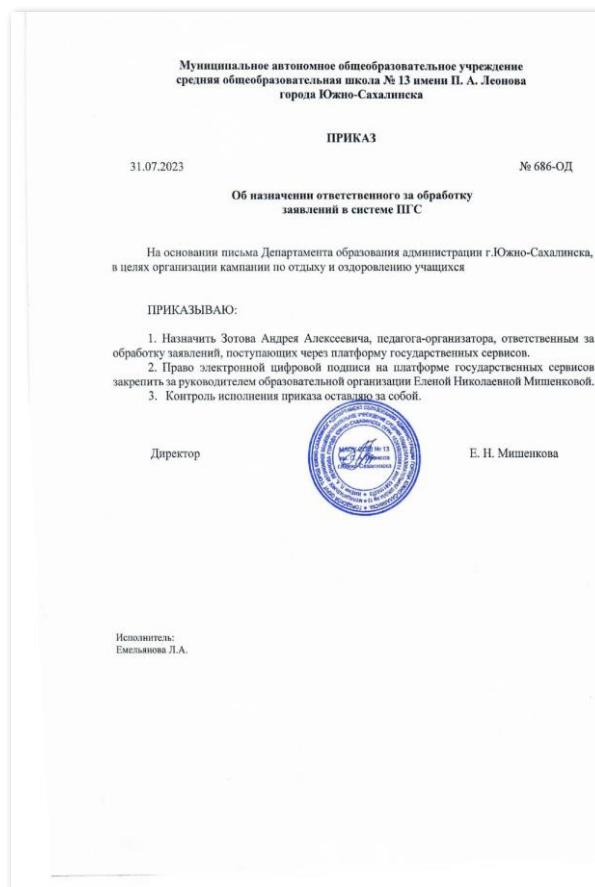 Муниципальное автономное общеобразовательное учреждение
средняя общеобразовательная школа № 13 имени П. А. Леонова
города Южно-Сахалинска
ПРИКАЗ
31.07.2023 № 686-ОД
Об назначении ответственного за обработку
заявлений в системе ПГС
На основании письма Департамента образования администрации г.Южно-Сахалинска,
в целях организации кампании по отдыху и оздоровлению учащихся
ПРИКАЗЫВАЮ:
1. Назначить Зотова Андрея Алексеевича, педагога-организатора, ответственным за
обработку заявлений, поступающих через платформу государственных сервисов.
2. Право электронной цифровой подписи на платформе государственных сервисов
закрепить за руководителем образовательной организации Еленой Николаевной Мишенковой.
3. Контроль исполнения приказа оставляю за собой.
Директор Е. Н. Мишенкова
Исполнитель:
Емельянова Л.А.